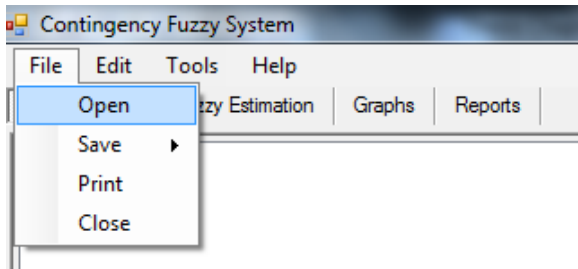 Contingency Fuzzy System
File Edit Tools Help
Open Estimation Graphs Reports
Save
Print
Close